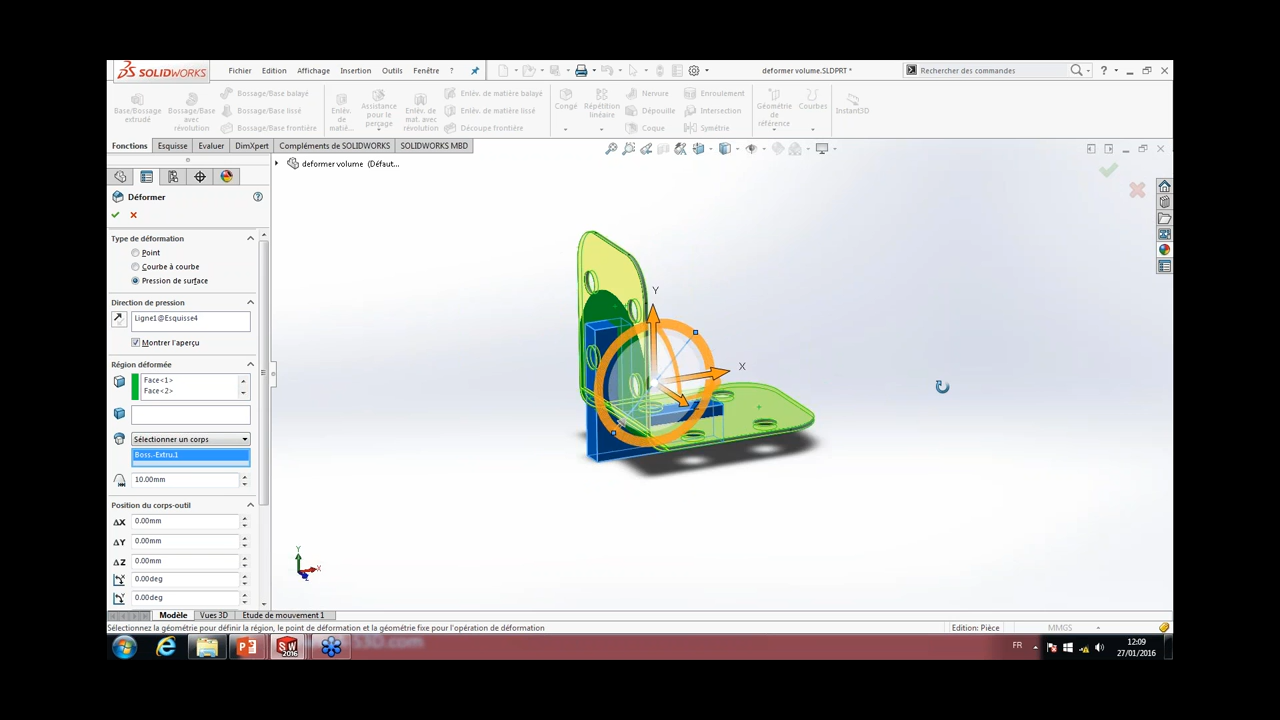 SOLIDWORKS Fichier Edition Affichage Insertion Outils Fenêtre ? deformer volume.SLDPRT * Rechercher des commandes ?
Base/Bossage extrudé
Bossage/Base avec révolution
Bossage/Base balayé
Bossage/Base lissé
Bossage/Base frontière
Enlèv. de matiè...
Assistance pour le perçage
Enlèv. de mat. avec révolution
Enlèv. de matière balayé
Enlèv. de matière lissé
Découpe frontière
Congé
Répétition linéaire
Nervure
Dépouille
Coque
Enroulement
Intersection
Symétrie
Géométrie de référence
Courbes
Instant3D
Fonctions Esquisse Evaluer DimXpert Compléments de SOLIDWORKS SOLIDWORKS MBD
deformer volume (Défaut...
Déformer
Type de déformation
Point
Courbe à courbe
Pression de surface
Direction de pression
Ligne1@Esquisse4
Montrer l'aperçu
Région déformée
Face<1>
Face<2>
Sélectionner un corps
Boss.-Extru.1
10.00mm
Position du corps-outil
ΔX 0.00mm
ΔY 0.00mm
ΔZ 0.00mm
0.00deg
0.00deg
Y
X
Y
X
Modèle Vues 3D Etude de mouvement 1
Sélectionnez la géométrie pour définir la région, le point de déformation et la géométrie fixe pour l'opération de déformation Edition: Pièce MMGS
SW 2016
3D.com
FR
12:09
27/01/2016